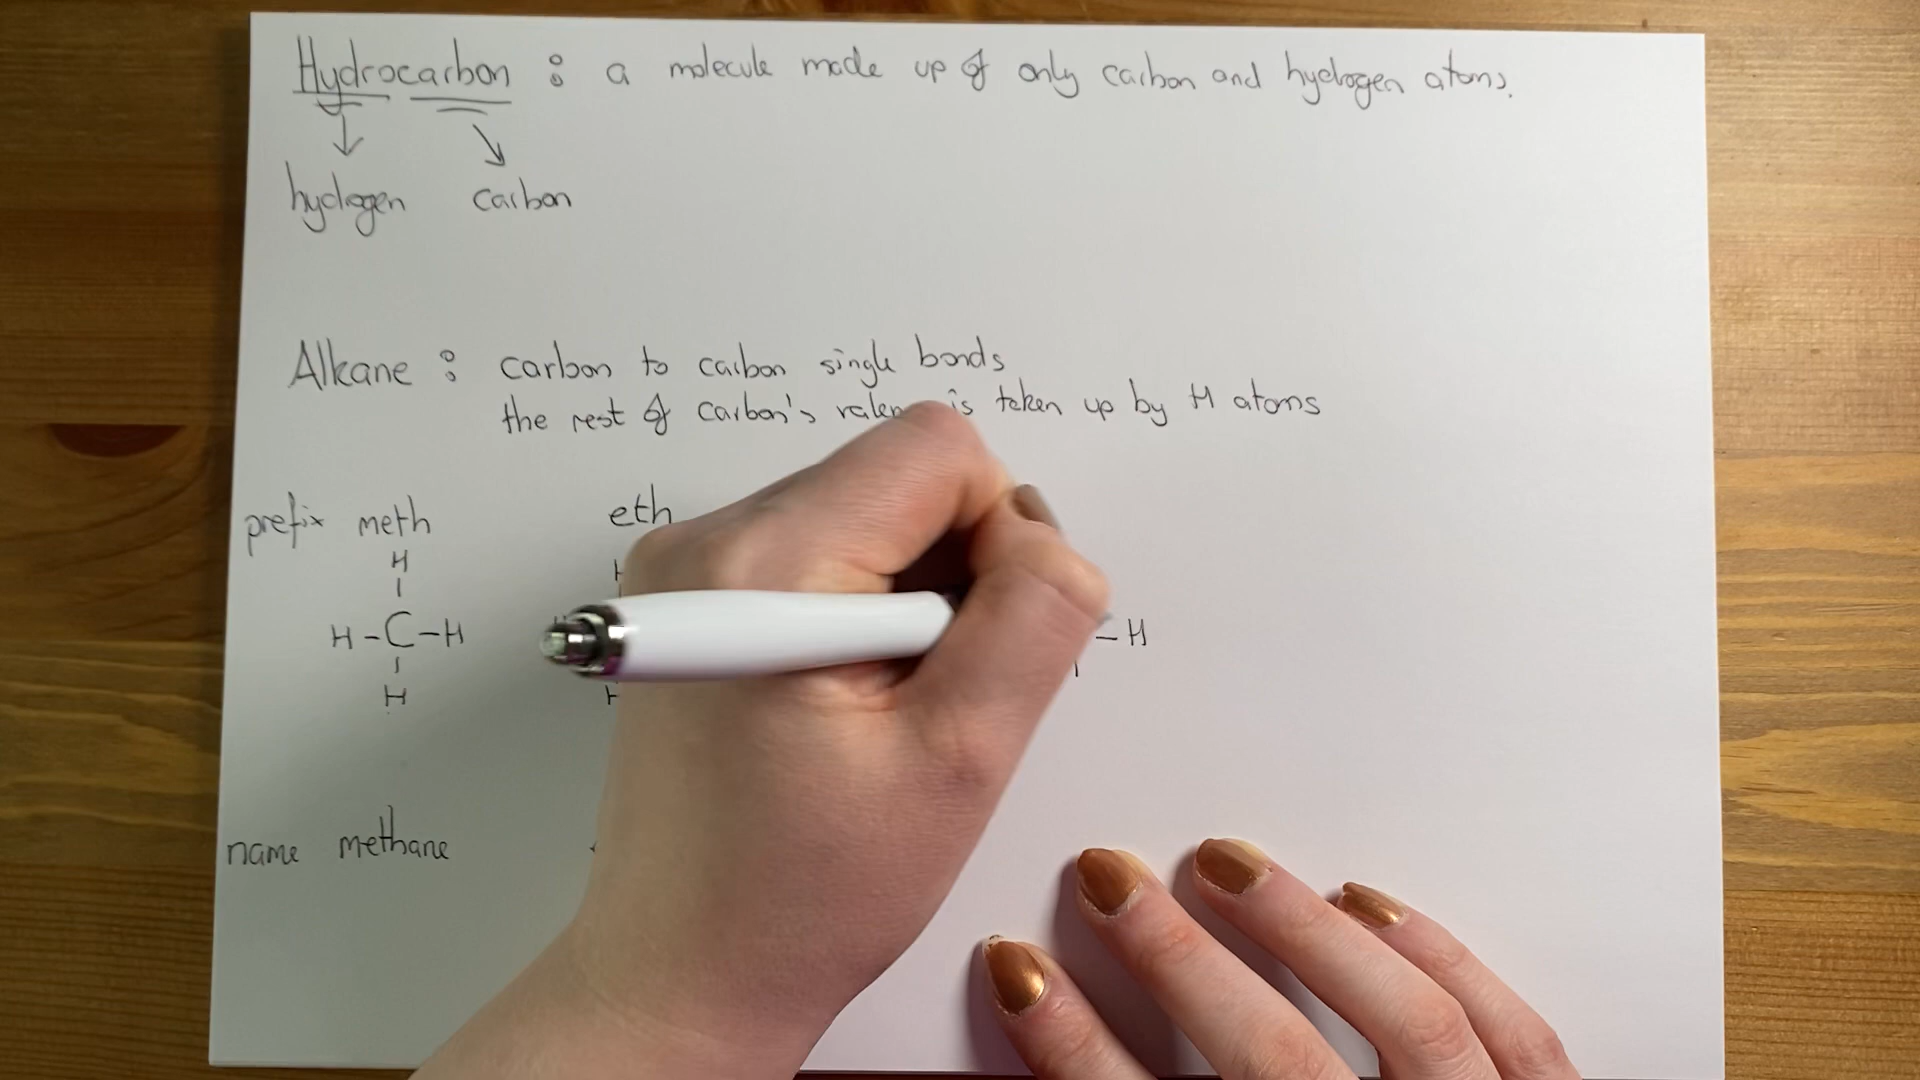 Hydrocarbon : a molecule made up of only carbon and hydrogen atoms.
hydrogen carbon
Alkane : carbon to carbon single bonds
the rest of carbon's is taken up by H atoms
prefix meth eth
H
H - C - H
H
- H
name methane